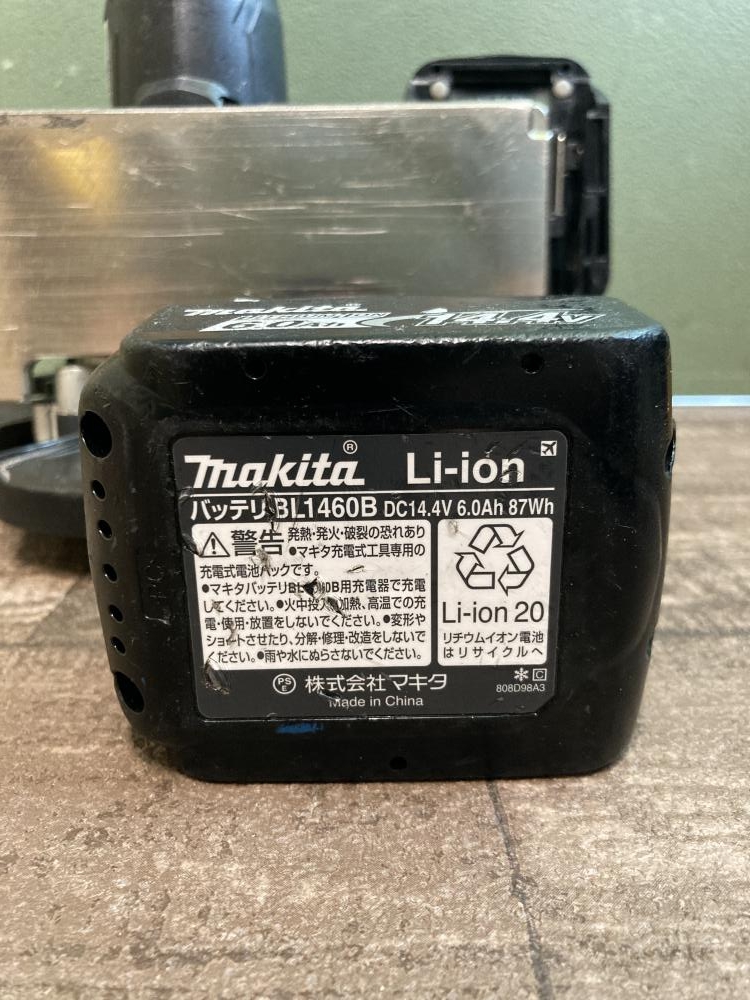 makita
6.0Ah 14.4V
makita® Li-ion
バッテリ BL1460B DC14.4V 6.0Ah 87Wh
警告 発熱・発火・破裂の恐れあり
●マキタ充電式工具専用の
充電式電池パックです。
●マキタバッテリBL1460B用充電器で充電
してください。●火中投入、加熱、高温での充
電・使用・放置をしないでください。●変形や
ショートさせたり、分解・修理・改造をしないで
ください。●雨や水にぬらさないでください。
Li-ion 20
リチウムイオン電池
はリサイクルへ
PS
E
株式会社マキタ
Made in China
C
808D98A3